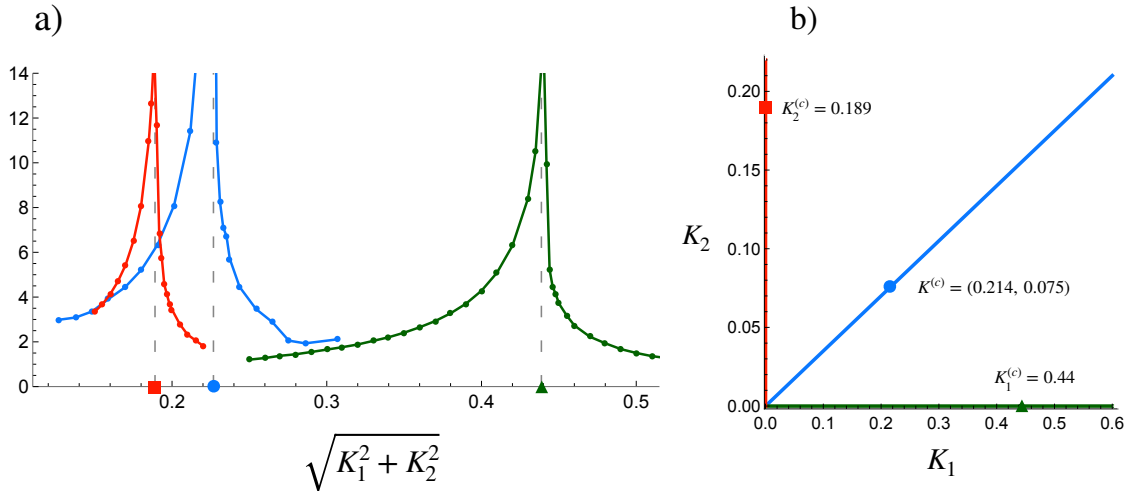 a)
14
12
10
8
6
4
2
0
0.2
0.3
0.4
0.5
√K₁² + K₂²
b)
0.20
0.15
0.10
0.05
0.00
K₂
K₂⁽ᶜ⁾ = 0.189
K⁽ᶜ⁾ = (0.214, 0.075)
K₁⁽ᶜ⁾ = 0.44
0.0 0.1 0.2 0.3 0.4 0.5 0.6
K₁